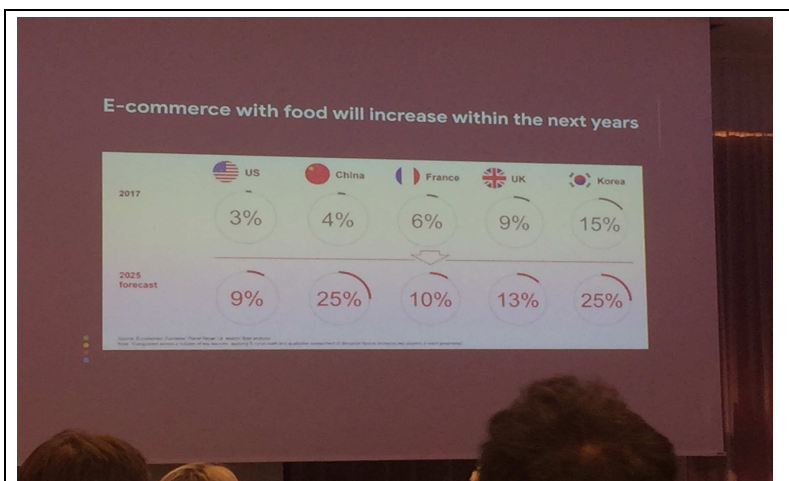 E-commerce with food will increase within the next years
US China France UK Korea
2017
3% 4% 6% 9% 15%
2025
forecast
9% 25% 10% 13% 25%